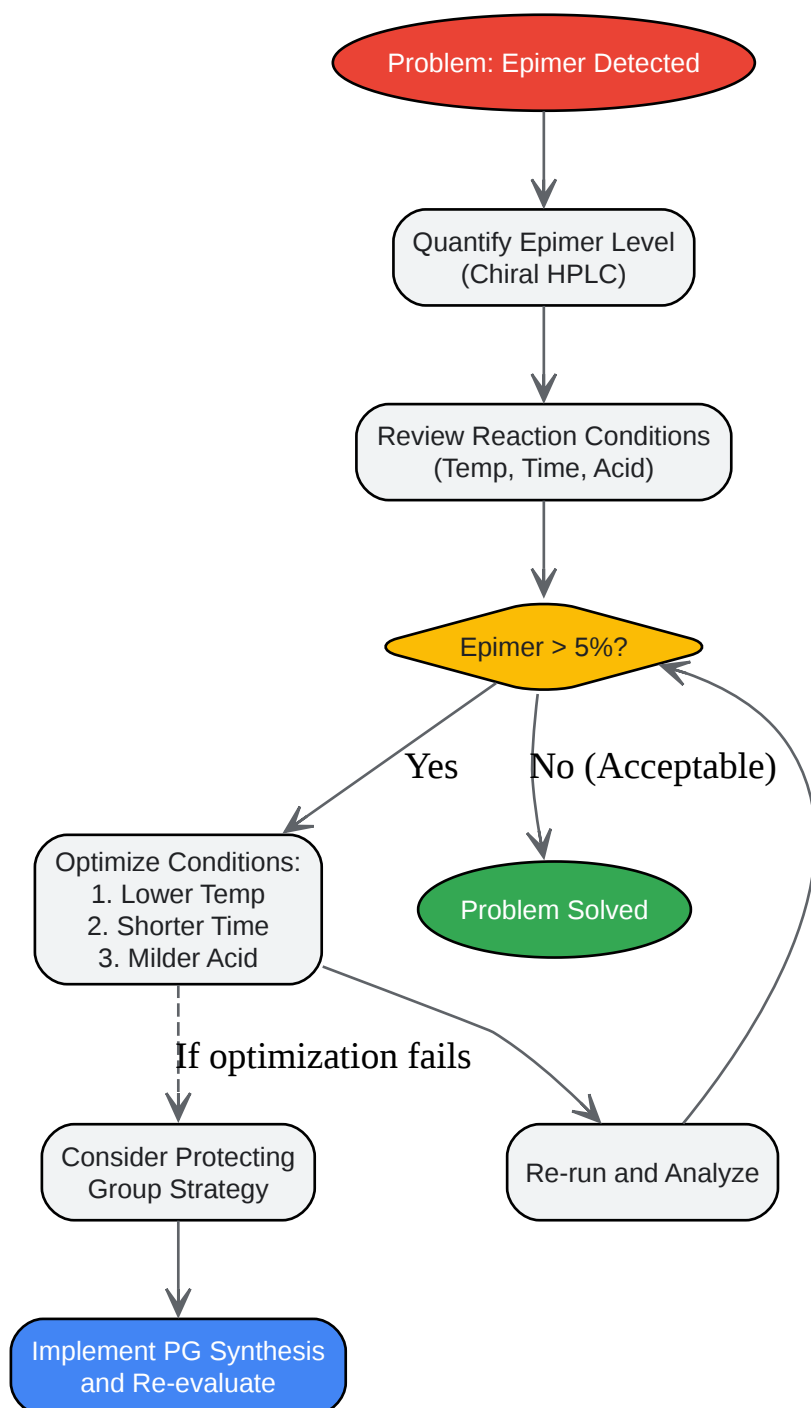 Problem: Epimer Detected
Quantify Epimer Level
(Chiral HPLC)
Review Reaction Conditions
(Temp, Time, Acid)
Epimer > 5%?
Yes
No (Acceptable)
Optimize Conditions:
1. Lower Temp
2. Shorter Time
3. Milder Acid
Problem Solved
If optimization fails
Consider Protecting
Group Strategy
Re-run and Analyze
Implement PG Synthesis
and Re-evaluate